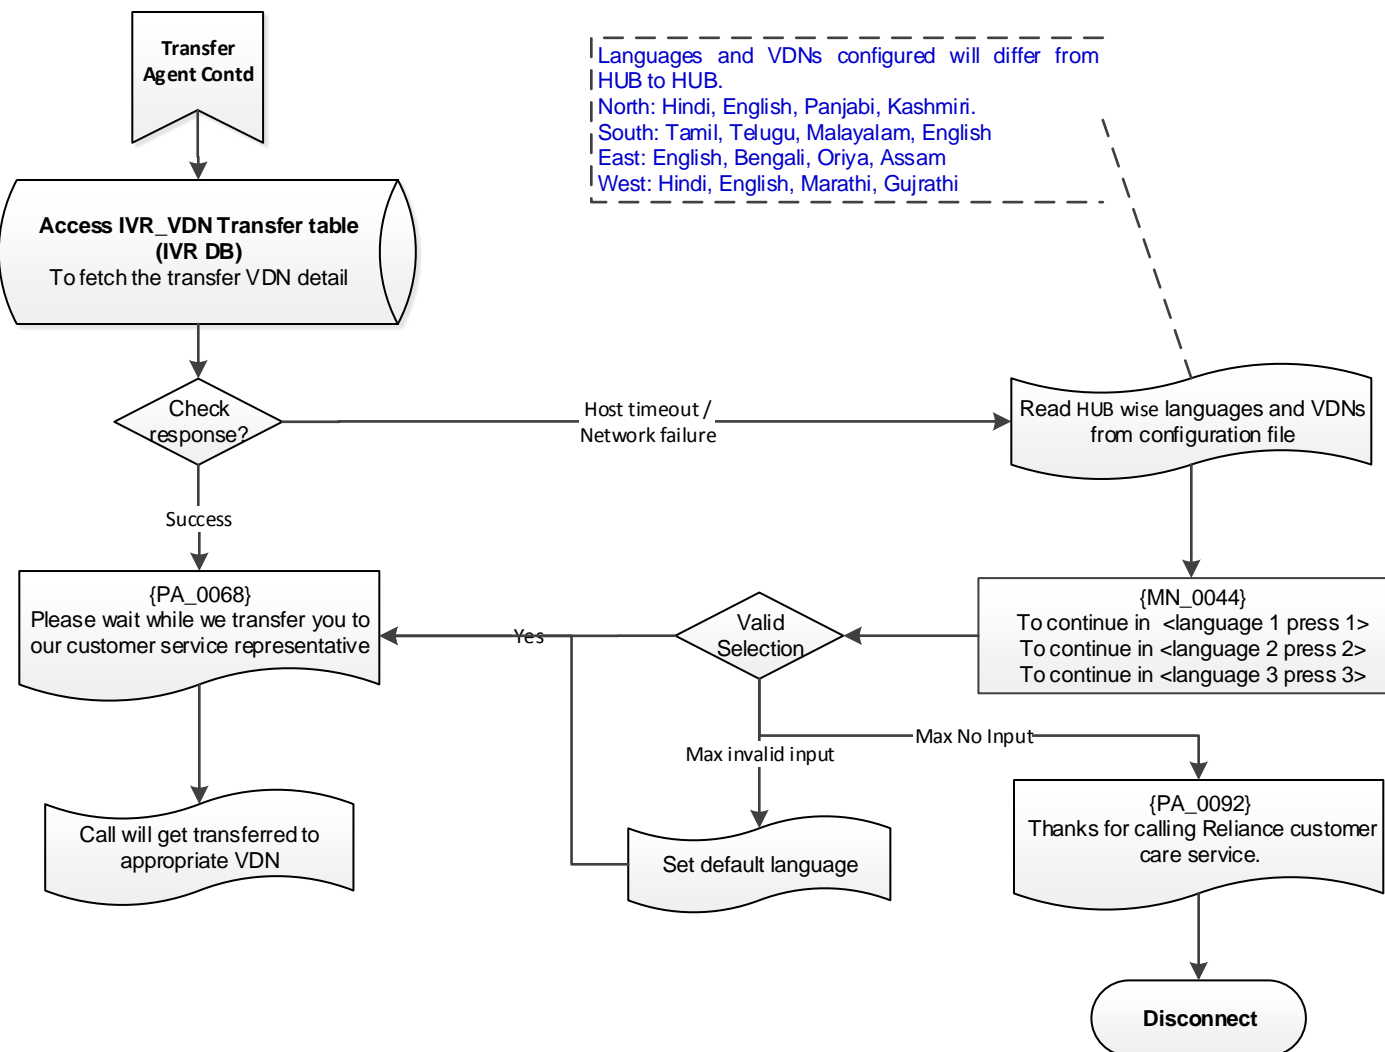 Transfer
Agent Contd
Languages and VDNs configured will differ from
HUB to HUB.
North: Hindi, English, Panjabi, Kashmiri.
South: Tamil, Telugu, Malayalam, English
East: English, Bengali, Oriya, Assam
West: Hindi, English, Marathi, Gujrathi
Access IVR_VDN Transfer table
(IVR DB)
To fetch the transfer VDN detail
Check
response?
Host timeout /
Network failure
Read HUB wise languages and VDNs
from configuration file
Success
{PA_0068}
Please wait while we transfer you to
our customer service representative
Yes
Valid
Selection
{MN_0044}
To continue in <language 1 press 1>
To continue in <language 2 press 2>
To continue in <language 3 press 3>
Max invalid input
Max No Input
Call will get transferred to
appropriate VDN
Set default language
{PA_0092}
Thanks for calling Reliance customer
care service.
Disconnect